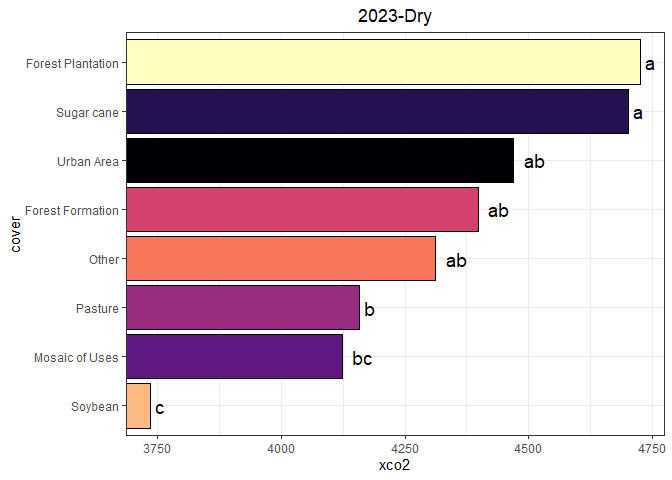 2023-Dry
Forest Plantation a
Sugar cane a
Urban Area ab
Forest Formation ab
Other ab
Pasture b
Mosaic of Uses bc
Soybean c
cover
3750 4000 4250 4500 4750
xco2